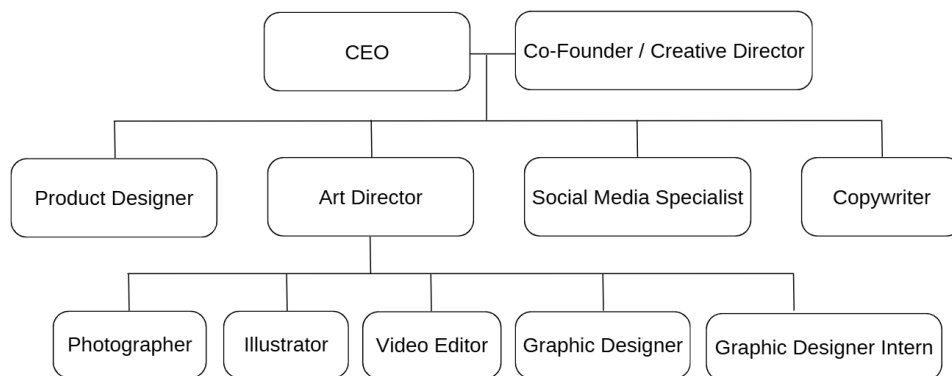 CEO
Co-Founder / Creative Director
Product Designer
Art Director
Social Media Specialist
Copywriter
Photographer
Illustrator
Video Editor
Graphic Designer
Graphic Designer Intern